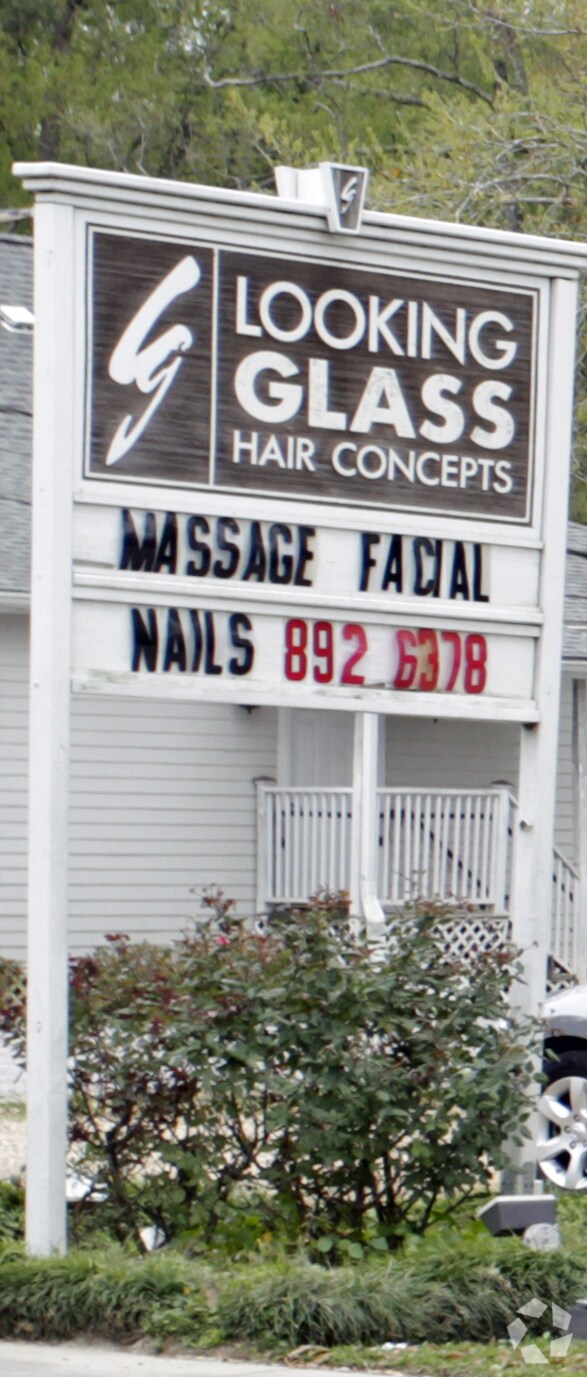 LOOKING
GLASS
HAIR CONCEPTS
MASSAGE FACIAL
NAILS 892 6378